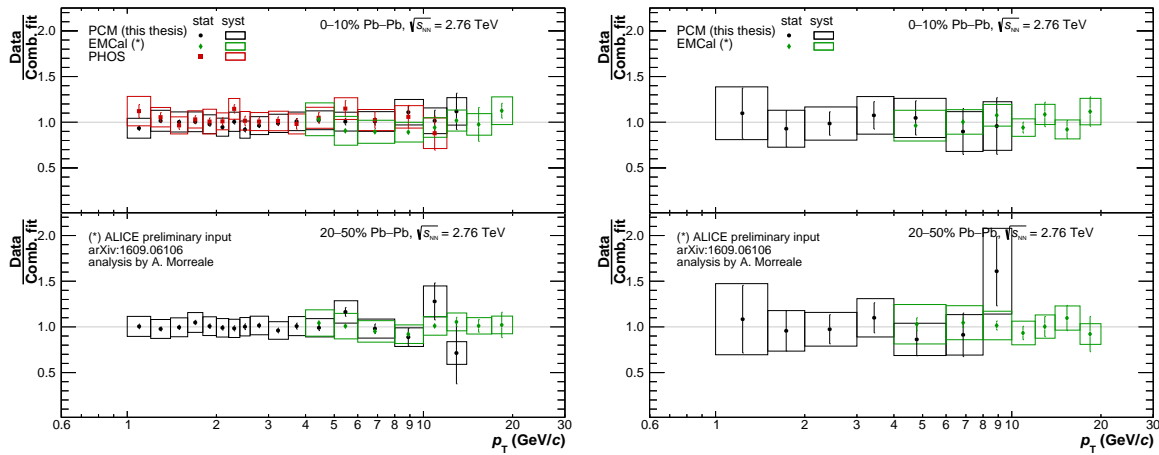 stat syst
PCM (this thesis)
EMCal (*)
PHOS
0–10% Pb–Pb, √sNN = 2.76 TeV
Data
Comb. fit
2.0
1.5
1.0
0.5
20–50% Pb–Pb, √sNN = 2.76 TeV
(*) ALICE preliminary input
arXiv:1609.06106
analysis by A. Morreale
Data
Comb. fit
2.0
1.5
1.0
0.5
0.6 1 2 3 4 5 6 7 8 9 10 20 30
pT (GeV/c)
stat syst
PCM (this thesis)
EMCal (*)
0–10% Pb–Pb, √sNN = 2.76 TeV
Data
Comb. fit
2.0
1.5
1.0
0.5
20–50% Pb–Pb, √sNN = 2.76 TeV
(*) ALICE preliminary input
arXiv:1609.06106
analysis by A. Morreale
Data
Comb. fit
2.0
1.5
1.0
0.5
0.6 1 2 3 4 5 6 7 8 9 10 20 30
pT (GeV/c)